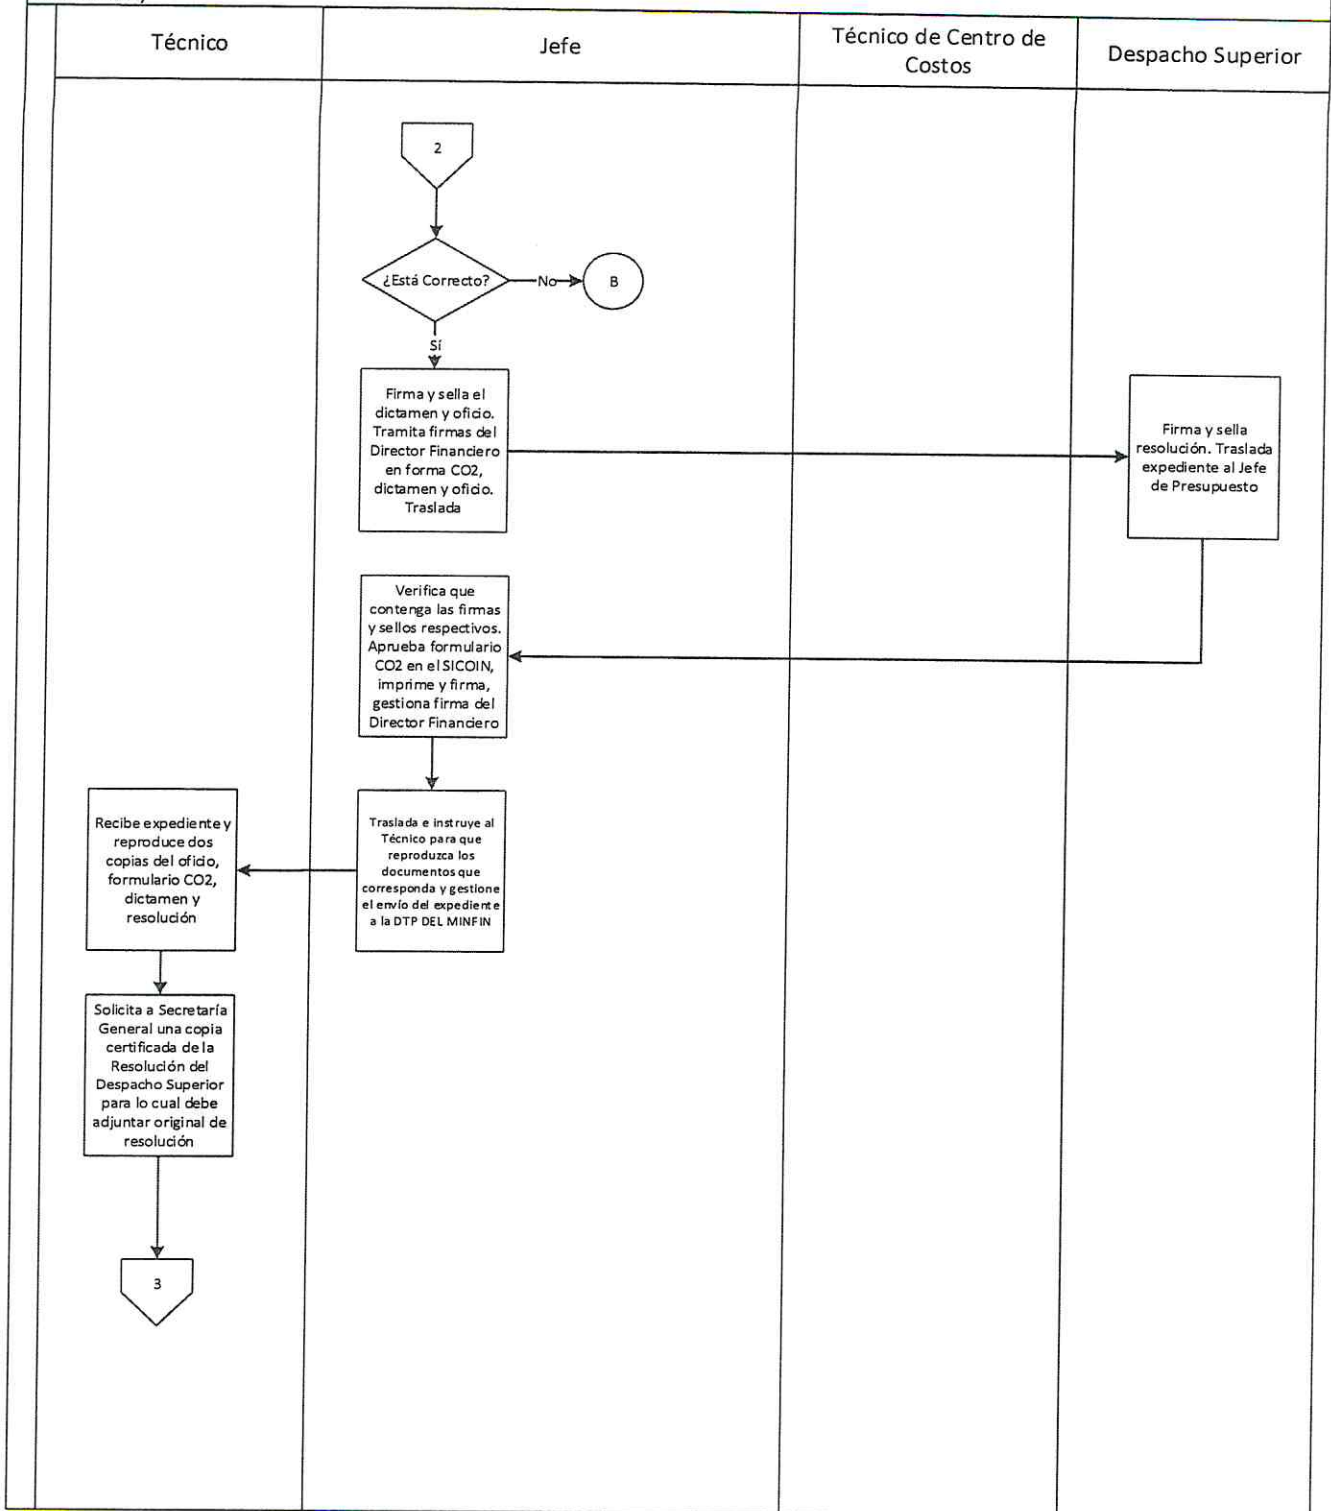 Técnico
Jefe
Técnico de Centro de
Costos
Despacho Superior
2
¿Está Correcto?
No
B
Sí
Firma y sella el
dictamen y oficio.
Tramita firmas del
Director Financiero
en forma CO2,
dictamen y oficio.
Traslada
Firma y sella
resolución. Traslada
expediente al Jefe
de Presupuesto
Verifica que
contenga las firmas
y sellos respectivos.
Aprueba formulario
CO2 en el SICOIN,
imprime y firma,
gestiona firma del
Director Financiero
Traslada e instruye al
Técnico para que
reproduzca los
documentos que
corresponda y gestione
el envío del expediente
a la DTP DEL MINFIN
Recibe expediente y
reproduce dos
copias del oficio,
formulario CO2,
dictamen y
resolución
Solicita a Secretaría
General una copia
certificada de la
Resolución del
Despacho Superior
para lo cual debe
adjuntar original de
resolución
3